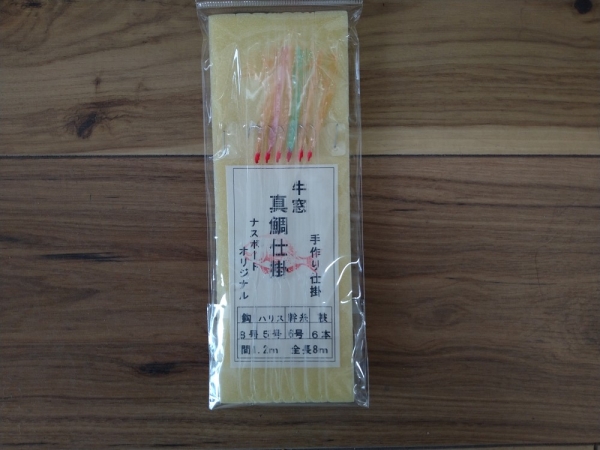 手作り仕掛
牛窓
真鯛仕掛
ナスボート
オリジナル
鈎 ハリス 幹糸 枝
8号 5号 6号 6本
間1.2m 全長8m